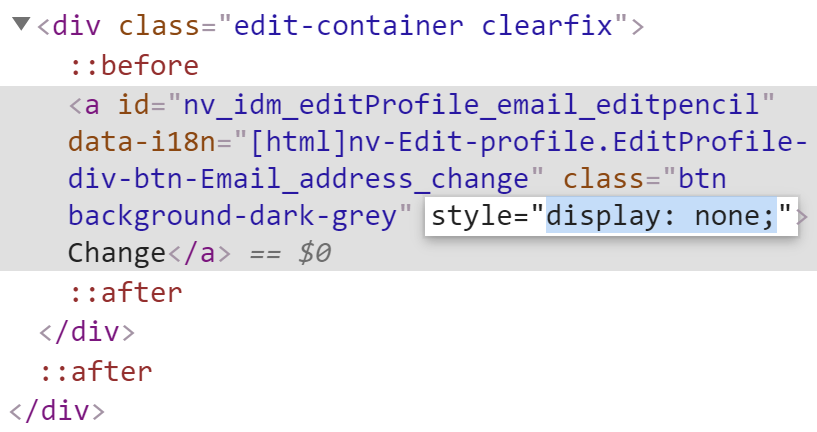 ▼<div class="edit-container clearfix">
::before
<a id="nv_idm_editProfile_email_editpencil"
data-i18n="[html]nv-Edit-profile.EditProfile-
div-btn-Email_address_change" class="btn
background-dark-grey" style="display: none;">
Change</a> == $0
::after
</div>
::after
</div>